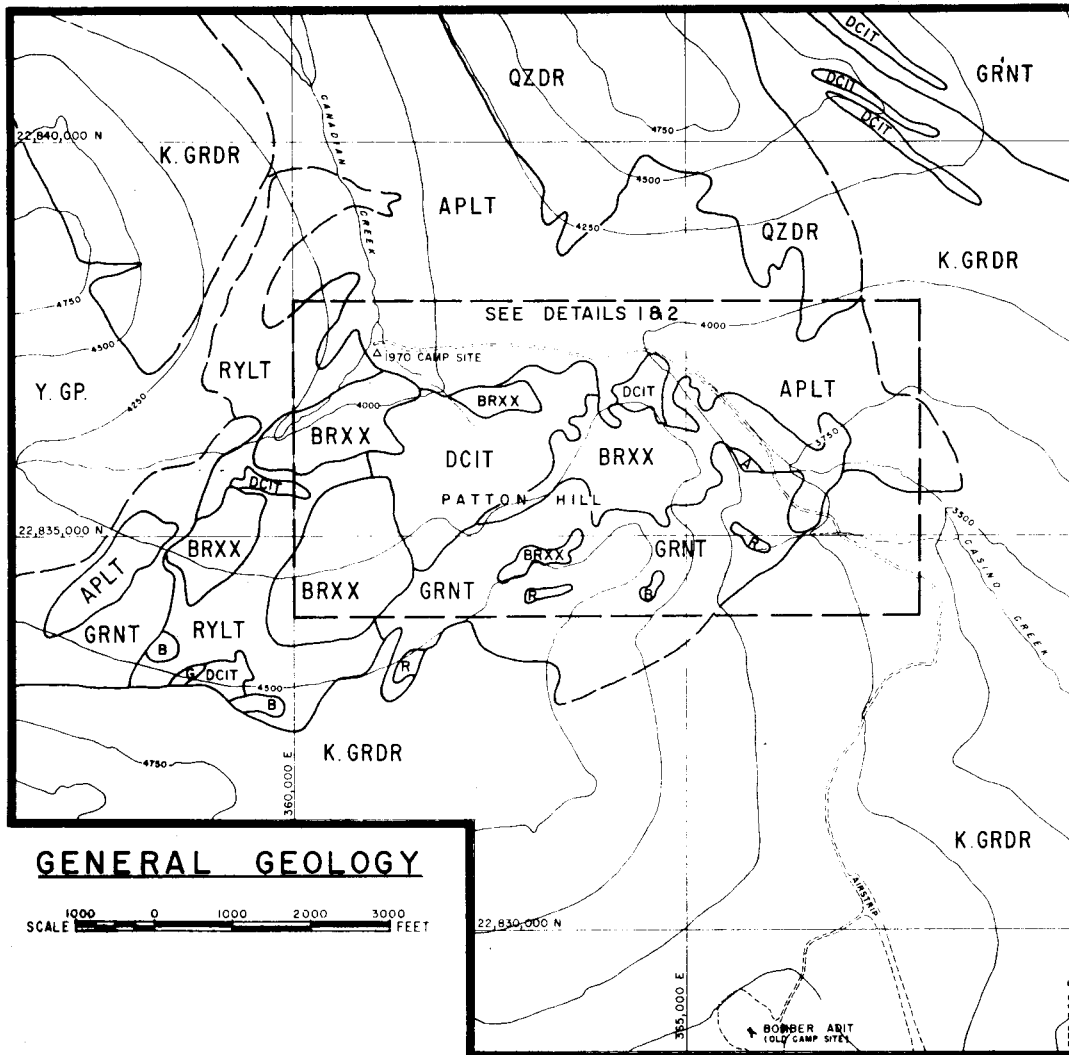 DCIT
QZDR
GRNT
DCIT
DCIT
4750
CANADIAN CREEK
22,840,000 N
K. GRDR
4500
APLT
4250
QZDR
K. GRDR
4750
SEE DETAILS 1 & 2
4000
4500
1970 CAMP SITE
RYLT
Y. GP.
4250
DCIT
APLT
BRXX
4000
BRXX
3750
DCIT
BRXX
A
DCIT
PATTON HILL
3500
22,835,000 N
CASINO CREEK
BRXX
BRXX
GRNT
R
APLT
BRXX
GRNT
R
B
GRNT
RYLT
B
R
G
DCIT
4500
B
K. GRDR
4750
360,000 E
K. GRDR
GENERAL GEOLOGY
AIRSTRIP
1000 0 1000 2000 3000
SCALE FEET
22,830,000 N
365,000 E
BOMBER ADIT
(OLD CAMP SITE)